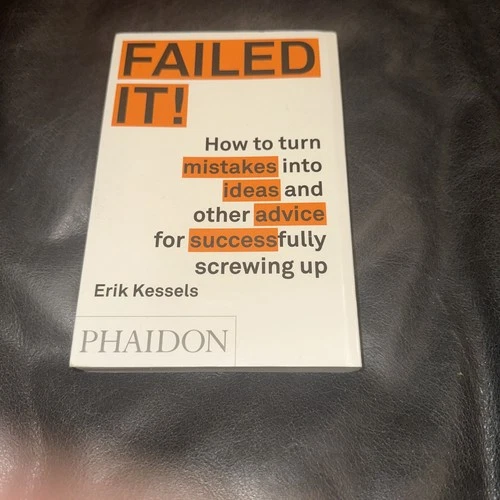 FAILED
IT!
How to turn
mistakes into
ideas and
other advice
for successfully
screwing up
Erik Kessels
PHAIDON